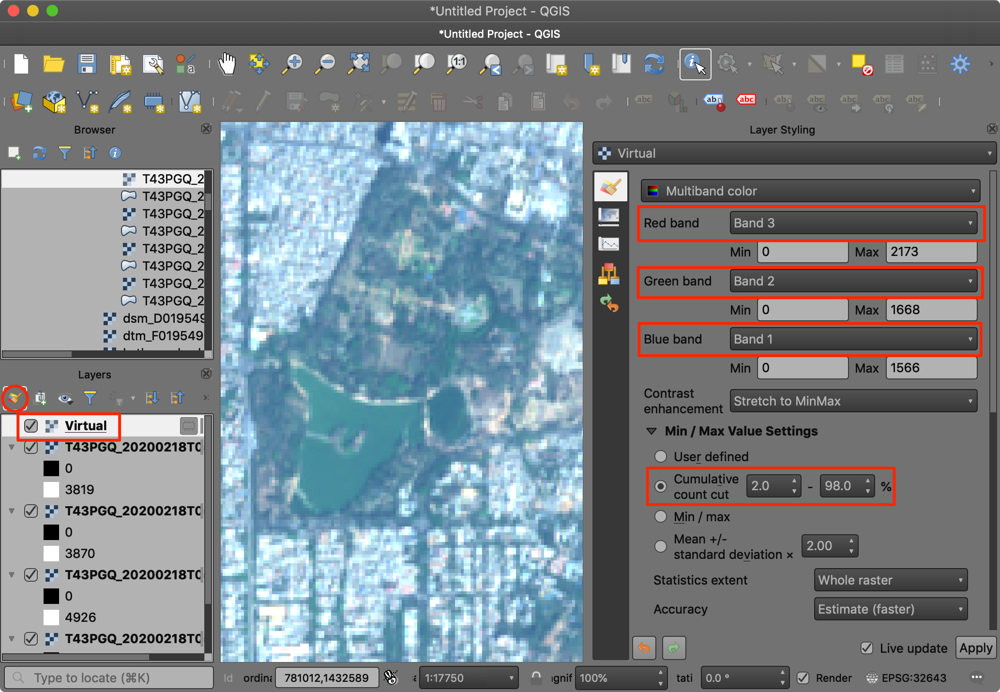 *Untitled Project - QGIS
*Untitled Project - QGIS
1:1
a
abc
ab
abc
abc
abc
abc
abc
abc
Browser
T43PGQ_2
T43PGQ_2
T43PGQ_2
T43PGQ_2
T43PGQ_2
T43PGQ_2
T43PGQ_2
T43PGQ_2
dsm_D019549
dtm_F019549
Layers
Virtual
T43PGQ_20200218T0
0
3819
T43PGQ_20200218T0
0
3870
T43PGQ_20200218T0
0
4926
T43PGQ_20200218T0
Layer Styling
Virtual
Multiband color
Red band Band 3
Min 0 Max 2173
Green band Band 2
Min 0 Max 1668
Blue band Band 1
Min 0 Max 1566
Contrast
enhancement Stretch to MinMax
Min / Max Value Settings
User defined
Cumulative
count cut 2.0 - 98.0 %
Min / max
Mean +/-
standard deviation × 2.00
Statistics extent Whole raster
Accuracy Estimate (faster)
Live update Apply
Type to locate (⌘K) ordina 781012,1432589 1:17750 agnif 100% tati 0.0 ° Render EPSG:32643